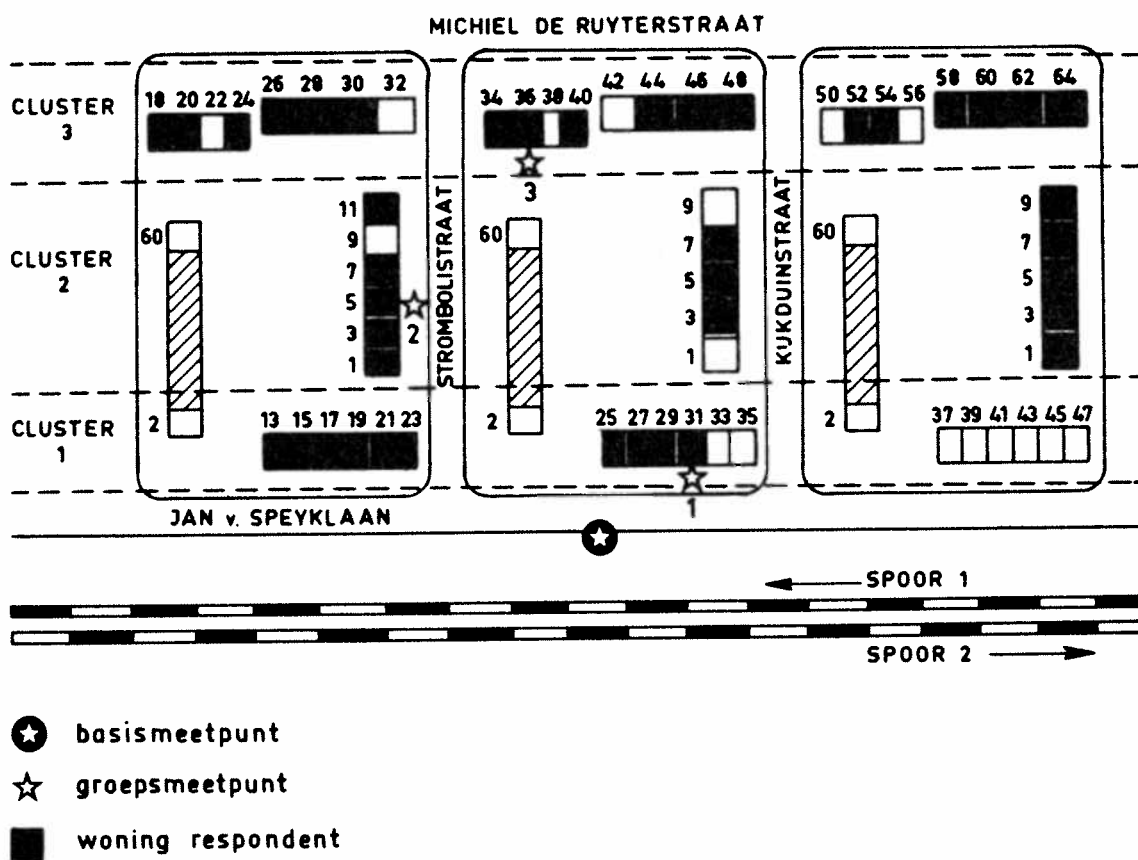 MICHIEL DE RUYTERSTRAAT
CLUSTER
3
18 20 22 24
26 28 30 32
34 36 38 40
42 44 46 48
50 52 54 56
58 60 62 64
3
CLUSTER
2
60
11
9
7
5
3
1
2
STROMBOLISTRAAT
60
9
7
5
3
1
KIJKDUINSTRAAT
60
9
7
5
3
1
CLUSTER
1
2
13 15 17 19 21 23
2
25 27 29 31 33 35
2
37 39 41 43 45 47
1
JAN v. SPEYKLAAN
SPOOR 1
SPOOR 2
basismeetpunt
groepsmeetpunt
woning respondent